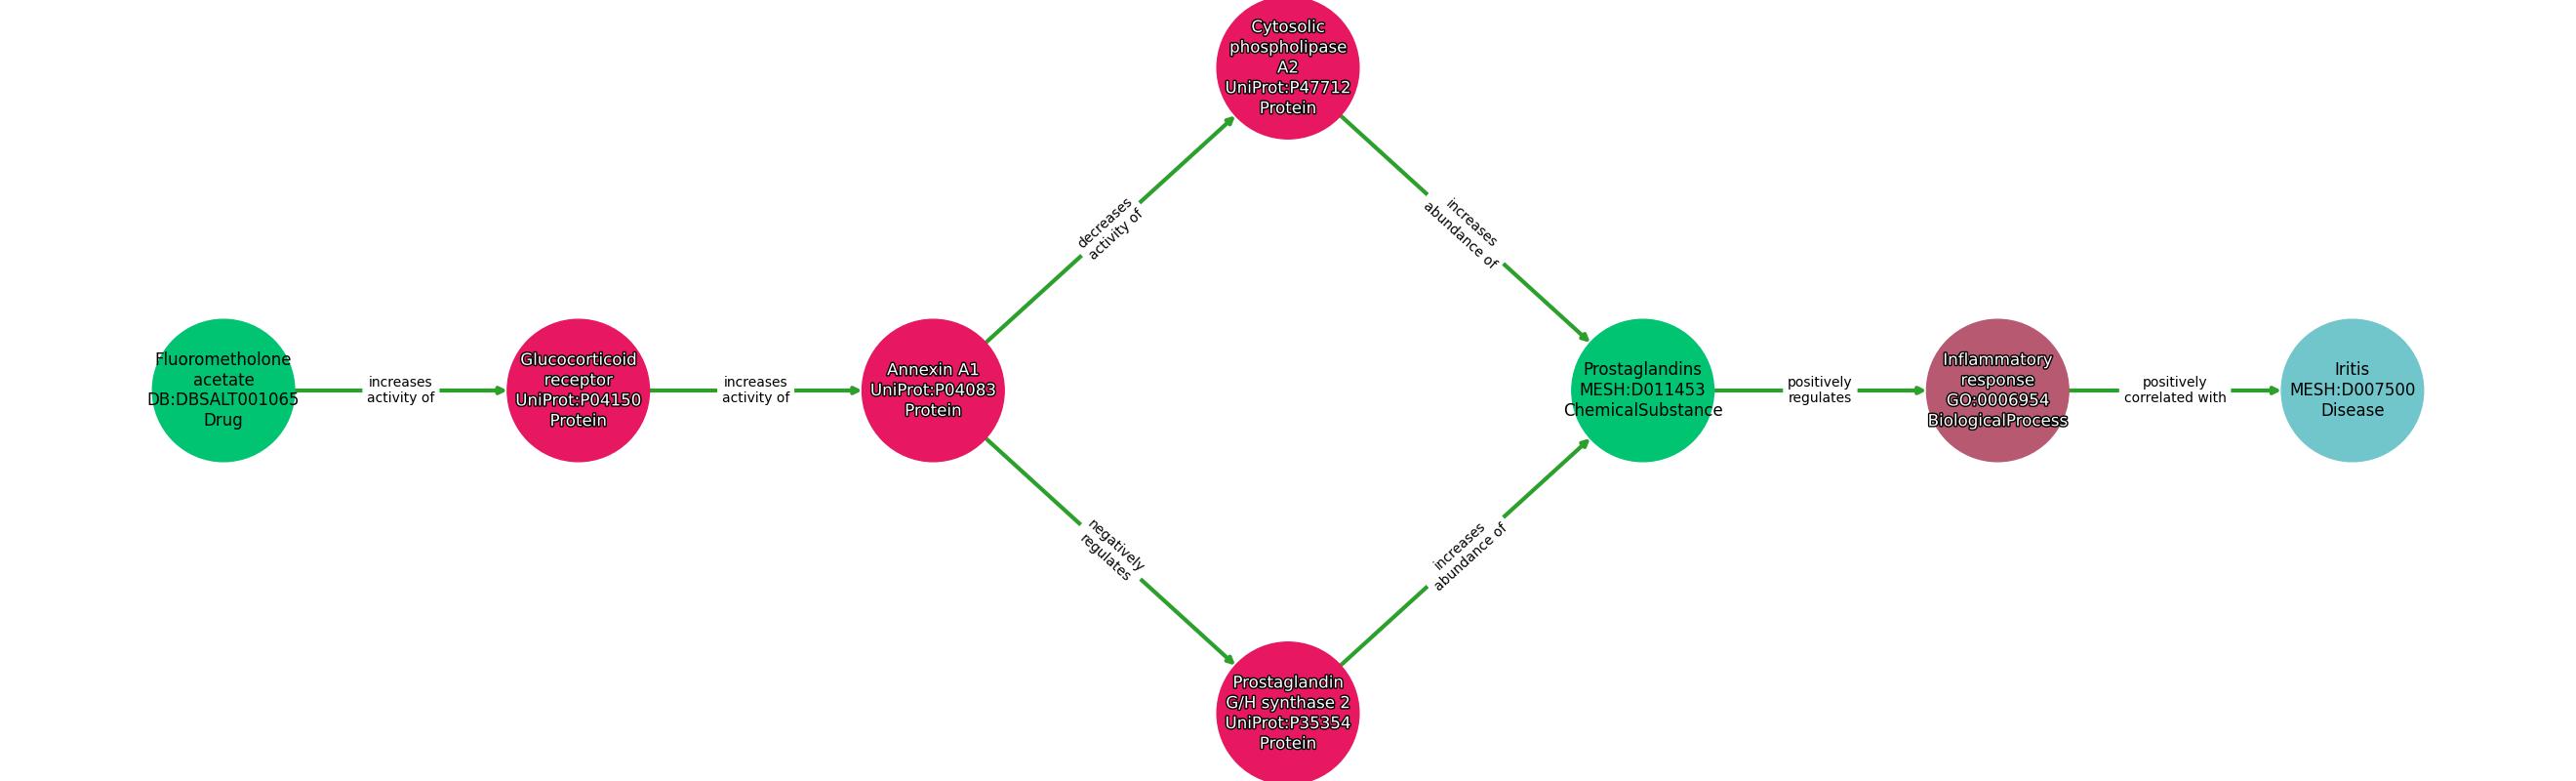 Cytosolic
phospholipase
A2
UniProt:P47712
Protein
decreases
activity of
increases
abundance of
Fluorometholone
acetate
DB:DBSALT001065
Drug
increases
activity of
Glucocorticoid
receptor
UniProt:P04150
Protein
increases
activity of
Annexin A1
UniProt:P04083
Protein
Prostaglandins
MESH:D011453
ChemicalSubstance
positively
regulates
Inflammatory
response
GO:0006954
BiologicalProcess
positively
correlated with
Iritis
MESH:D007500
Disease
negatively
regulates
increases
abundance of
Prostaglandin
G/H synthase 2
UniProt:P35354
Protein